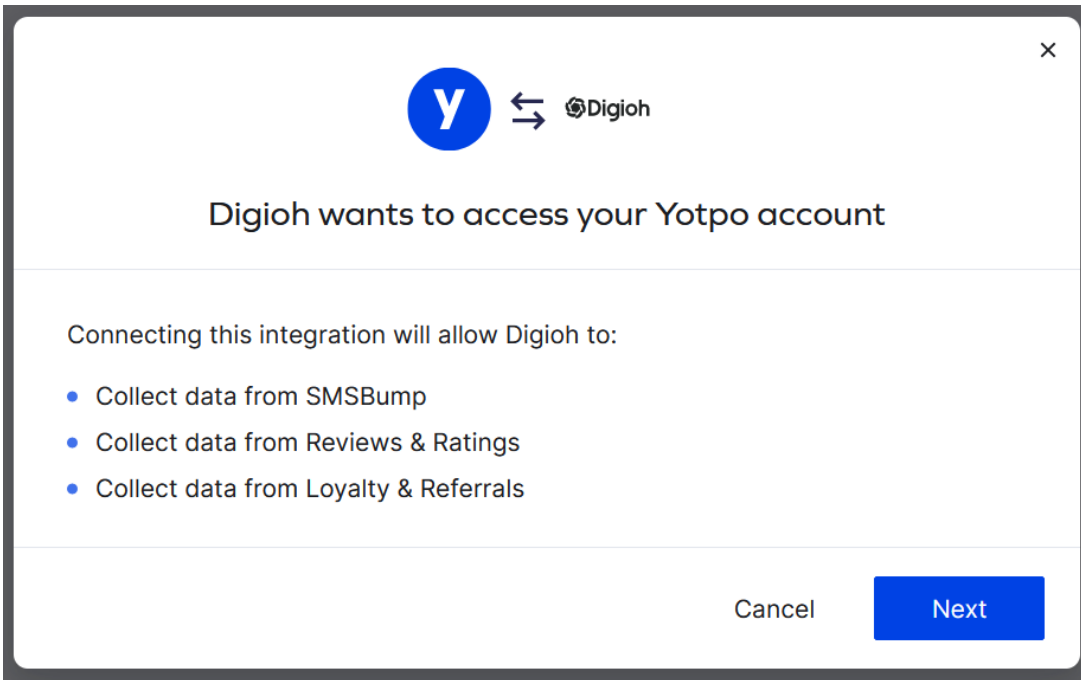 y Digioh
Digioh wants to access your Yotpo account
Connecting this integration will allow Digioh to:
Collect data from SMSBump
Collect data from Reviews & Ratings
Collect data from Loyalty & Referrals
Cancel Next